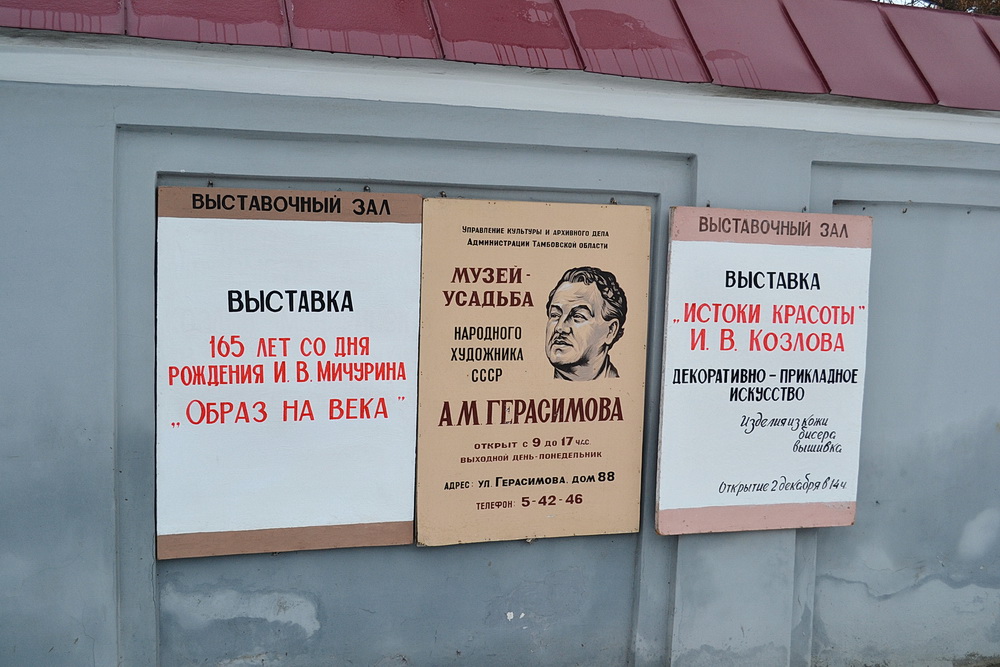 ВЫСТАВОЧНЫЙ ЗАЛ
ВЫСТАВКА
165 ЛЕТ СО ДНЯ
РОЖДЕНИЯ И. В. МИЧУРИНА
„ОБРАЗ НА ВЕКА”
УПРАВЛЕНИЕ КУЛЬТУРЫ И АРХИВНОГО ДЕЛА
АДМИНИСТРАЦИИ ТАМБОВСКОЙ ОБЛАСТИ
МУЗЕЙ-
УСАДЬБА
НАРОДНОГО
ХУДОЖНИКА
СССР
А.М ГЕРАСИМОВА
ОТКРЫТ С 9 ДО 17 ЧАС.
ВЫХОДНОЙ ДЕНЬ-ПОНЕДЕЛЬНИК
АДРЕС: УЛ. ГЕРАСИМОВА, ДОМ 88
ТЕЛЕФОН: 5-42-46
ВЫСТАВОЧНЫЙ ЗАЛ
ВЫСТАВКА
„ИСТОКИ КРАСОТЫ”
И. В. КОЗЛОВА
ДЕКОРАТИВНО-ПРИКЛАДНОЕ
ИСКУССТВО
Изделия из кожи
бисера
вышивка
Открытие 2 декабря в 14ч